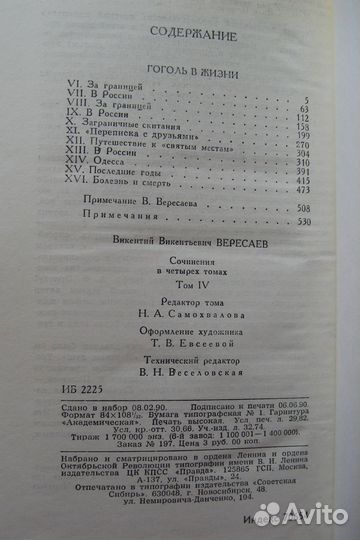 СОДЕРЖАНИЕ
ГОГОЛЬ В ЖИЗНИ
VI. За границей 5
VII. В России 63
VIII. За границей 112
IX. В России 158
X. Заграничные скитания 199
XI. «Переписка с друзьями» 270
XII. Путешествие к «святым местам» 304
XIII. В России 310
XIV. Одесса 391
XV. Последние годы 415
XVI. Болезнь и смерть 473
Примечание В. Вересаева 508
Примечания 530
Викентий Викентьевич ВЕРЕСАЕВ
Сочинения
в четырех томах
Том IV
Редактор тома
Н. А. Самохвалова
Оформление художника
Т. В. Евсеевой
Технический редактор
В. Н. Веселовская
ИБ 2225
Сдано в набор 08.02.90. Подписано к печати 06.06.90.
Формат 84×108 1/32. Бумага типографская № 1. Гарнитура
«Академическая». Печать высокая. Усл. печ. л. 29,82.
Усл. кр.-отт. 30,66. Уч.-изд. л. 32,74.
Тираж 1 700 000 экз. (6-й завод: 1 100 001—1 400 000).
Заказ № 197. Цена 3 руб. 00 коп.
Набрано и сматрицировано в ордена Ленина и ордена
Октябрьской Революции типографии имени В. И. Ленина
издательства ЦК КПСС «Правда» 125865 ГСП, Москва,
А-137, ул. «Правды», 24.
Отпечатано в типографии издательства «Советская
Сибирь», 630048, г. Новосибирск, 48,
ул. Немировича-Данченко, 104.
Индекс
Avito